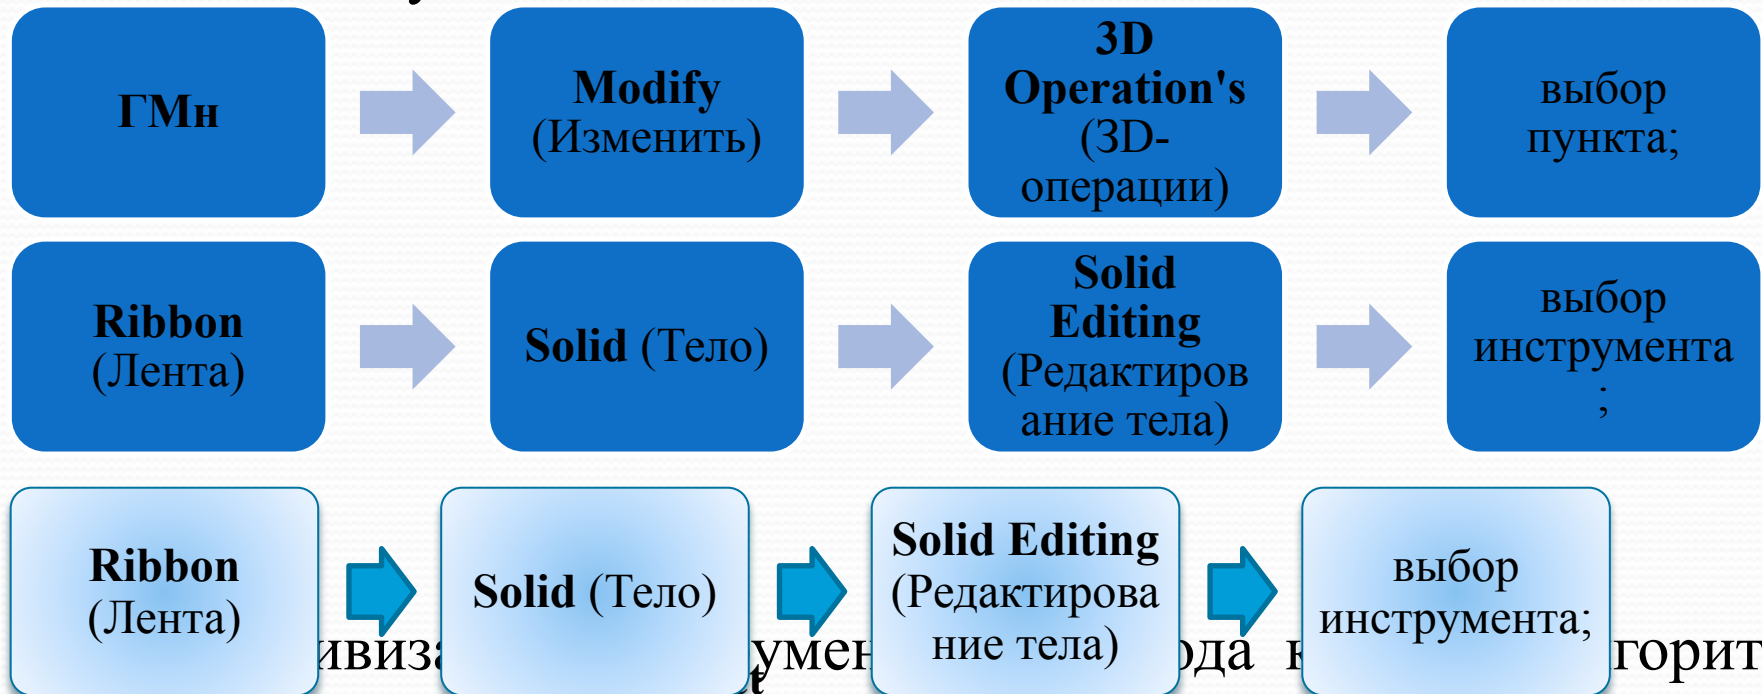 ГМн
Modify
(Изменить)
3D
Operation's
(3D-
операции)
выбор
пункта;
Ribbon
(Лента)
Solid (Тело)
Solid
Editing
(Редактиров
ание тела)
выбор
инструмента
;
Ribbon
(Лента)
Solid (Тело)
Solid Editing
(Редактирова
ние тела)
выбор
инструмента;